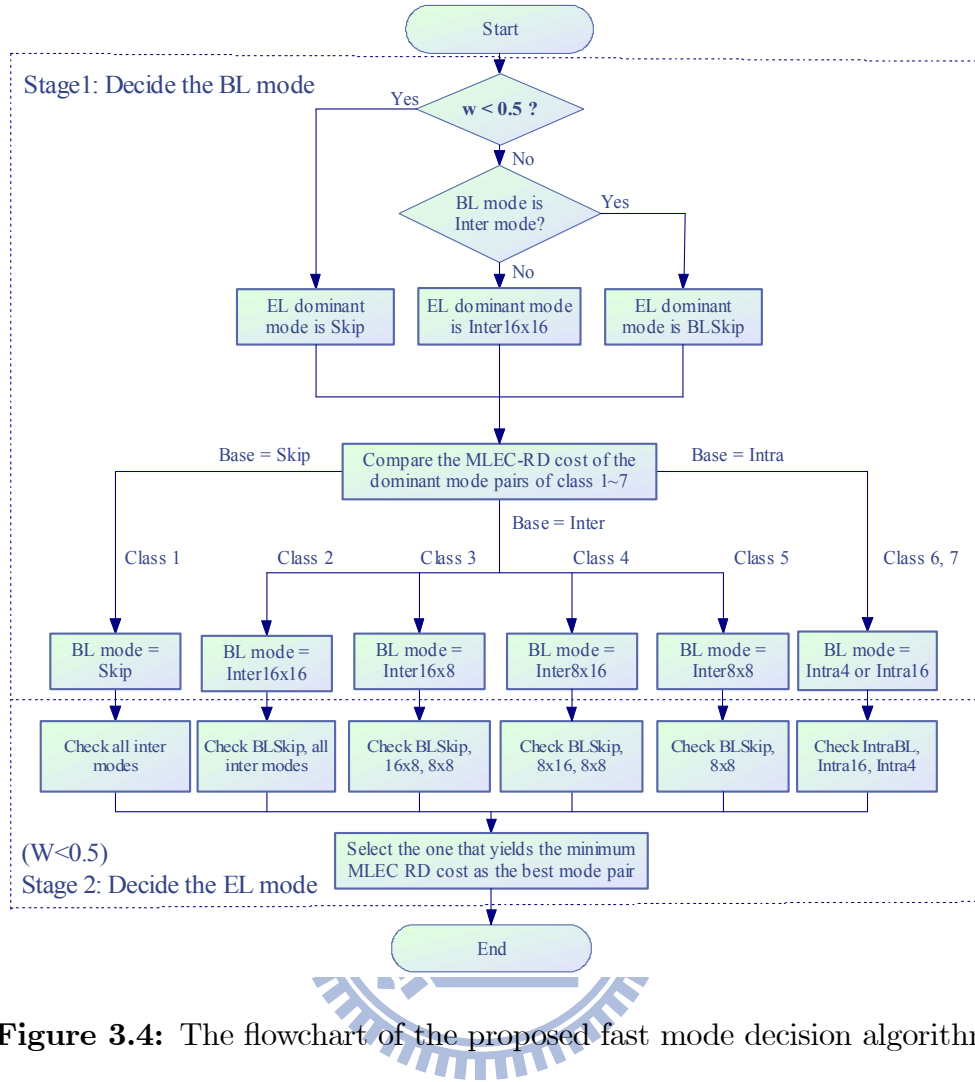 Start
Stage1: Decide the BL mode
Yes
w < 0.5 ?
No
BL mode is
Inter mode?
Yes
No
EL dominant
mode is Skip
EL dominant mode
is Inter16x16
EL dominant
mode is BLSkip
Base = Skip
Compare the MLEC-RD cost of the
dominant mode pairs of class 1~7
Base = Intra
Base = Inter
Class 1
Class 2
Class 3
Class 4
Class 5
Class 6, 7
BL mode =
Skip
BL mode =
Inter16x16
BL mode =
Inter16x8
BL mode =
Inter8x16
BL mode =
Inter8x8
BL mode =
Intra4 or Intra16
Check all inter
modes
Check BLSkip, all
inter modes
Check BLSkip,
16x8, 8x8
Check BLSkip,
8x16, 8x8
Check BLSkip,
8x8
Check IntraBL,
Intra16, Intra4
Select the one that yields the minimum
MLEC RD cost as the best mode pair
(W<0.5)
Stage 2: Decide the EL mode
End
Figure 3.4: The flowchart of the proposed fast mode decision algorithm